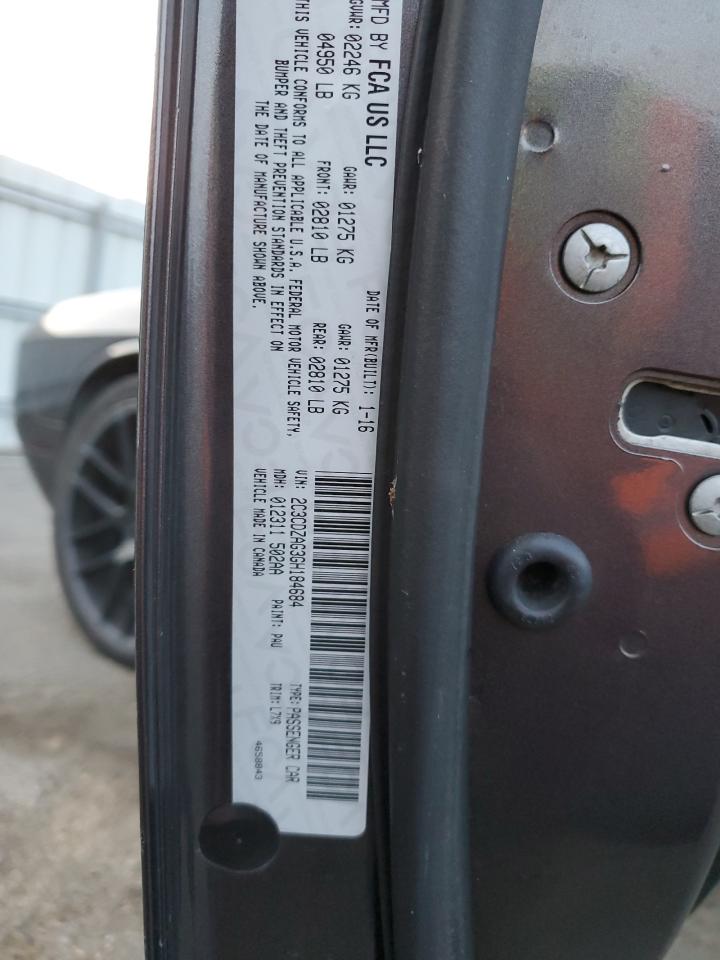 MFD BY FCA US LLC
DATE OF MFR(BUILT): 1-16
GVWR: 02246 KG
GAWR: 01275 KG
GAWR: 01275 KG
04950 LB
FRONT: 02810 LB
REAR: 02810 LB
THIS VEHICLE CONFORMS TO ALL APPLICABLE U.S.A. FEDERAL MOTOR VEHICLE SAFETY,
BUMPER AND THEFT PREVENTION STANDARDS IN EFFECT ON
THE DATE OF MANUFACTURE SHOWN ABOVE.
VIN: 2C3CDZAG3GH184684
TYPE: PASSENGER CAR
MDH: 012311 502AA
PAINT: PAU
TRIM: L7X9
VEHICLE MADE IN CANADA
4658843